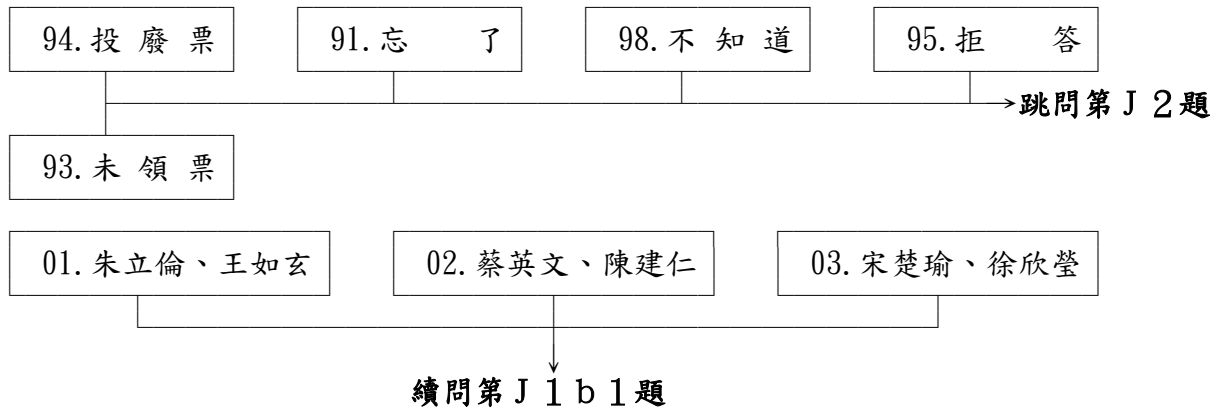 94.投 廢 票 91.忘 了 98.不 知 道 95.拒 答
跳問第J2題
93.未 領 票
01.朱立倫、王如玄 02.蔡英文、陳建仁 03.宋楚瑜、徐欣瑩
續問第J1b1題